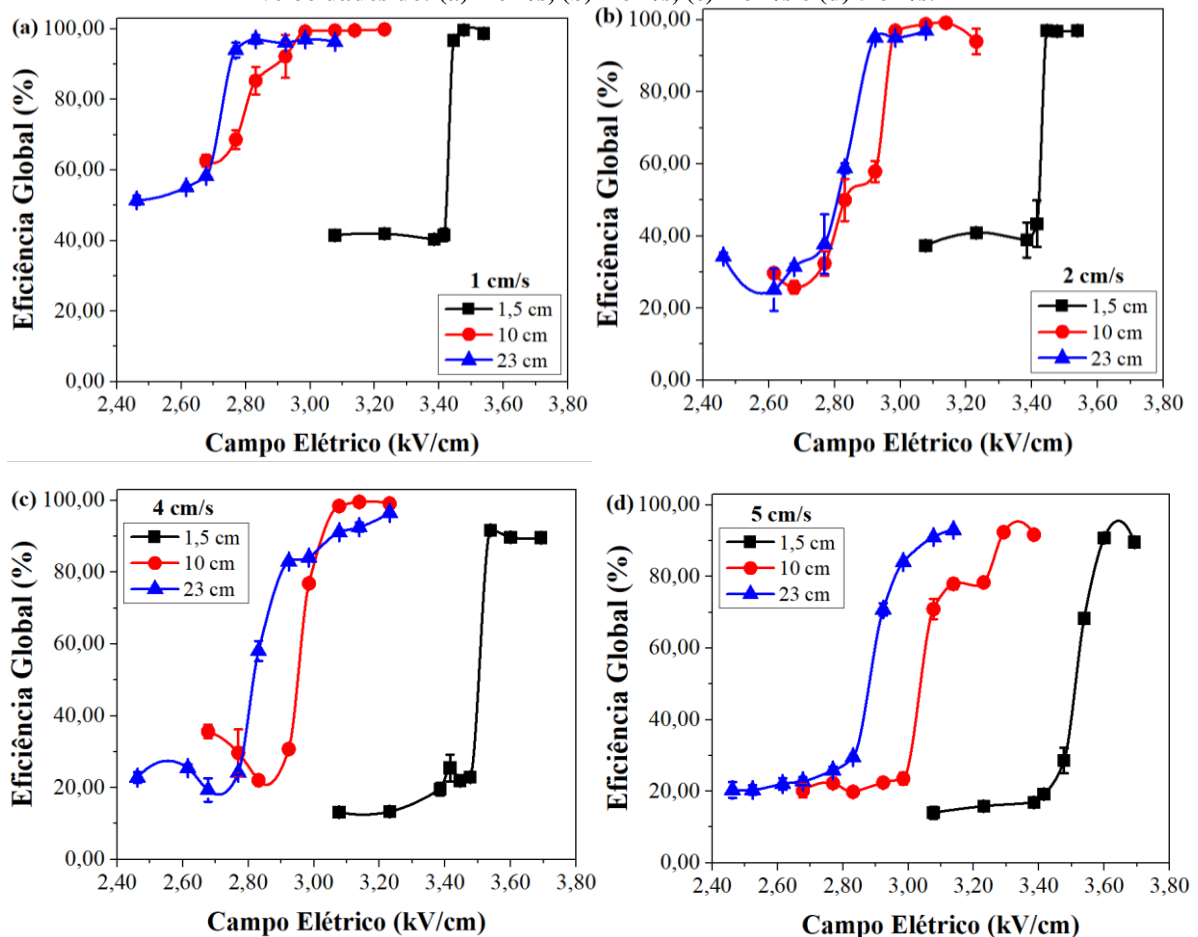 (a)
100,00
80,00
60,00
40,00
20,00
0,00
Eficiência Global (%)
1 cm/s
1,5 cm
10 cm
23 cm
2,40 2,60 2,80 3,00 3,20 3,40 3,60 3,80
Campo Elétrico (kV/cm)
(b)
100,00
80,00
60,00
40,00
20,00
0,00
Eficiência Global (%)
2 cm/s
1,5 cm
10 cm
23 cm
2,40 2,60 2,80 3,00 3,20 3,40 3,60 3,80
Campo Elétrico (kV/cm)
(c)
100,00
80,00
60,00
40,00
20,00
0,00
Eficiência Global (%)
4 cm/s
1,5 cm
10 cm
23 cm
2,40 2,60 2,80 3,00 3,20 3,40 3,60 3,80
Campo Elétrico (kV/cm)
(d)
100,00
80,00
60,00
40,00
20,00
0,00
Eficiência Global (%)
5 cm/s
1,5 cm
10 cm
23 cm
2,40 2,60 2,80 3,00 3,20 3,40 3,60 3,80
Campo Elétrico (kV/cm)